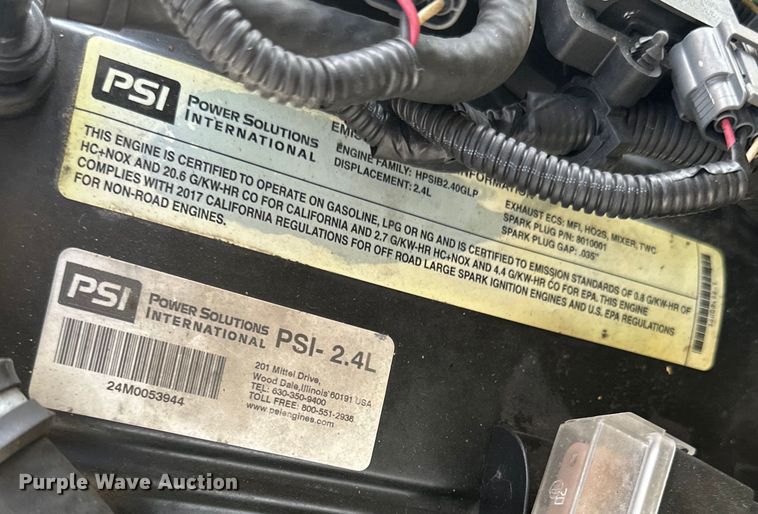 PSI
POWER SOLUTIONS
INTERNATIONAL
EMIS
INFORMATION
ENGINE FAMILY: HPSIB2.40GLP
DISPLACEMENT: 2.4L
EXHAUST ECS: MFI, HO2S, MIXER, TWC
SPARK PLUG P/N: 8010001
SPARK PLUG GAP: .035"
THIS ENGINE IS CERTIFIED TO OPERATE ON GASOLINE, LPG OR NG AND IS CERTIFIED TO EMISSION STANDARDS OF 0.8 G/KW-HR OF
HC+NOX AND 20.6 G/KW-HR CO FOR CALIFORNIA AND 2.7 G/KW-HR HC+NOX AND 4.4 G/KW-HR CO FOR EPA. THIS ENGINE
COMPLIES WITH 2017 CALIFORNIA REGULATIONS FOR OFF ROAD LARGE SPARK IGNITION ENGINES AND U.S. EPA REGULATIONS
FOR NON-ROAD ENGINES.
PSI
POWER SOLUTIONS
INTERNATIONAL
PSI- 2.4L
24M0053944
201 Mittel Drive,
Wood Dale, Illinois 60191 USA
TEL: 630-350-9400
TOLL FREE: 800-551-2938
www.psiengines.com
Purple Wave Auction